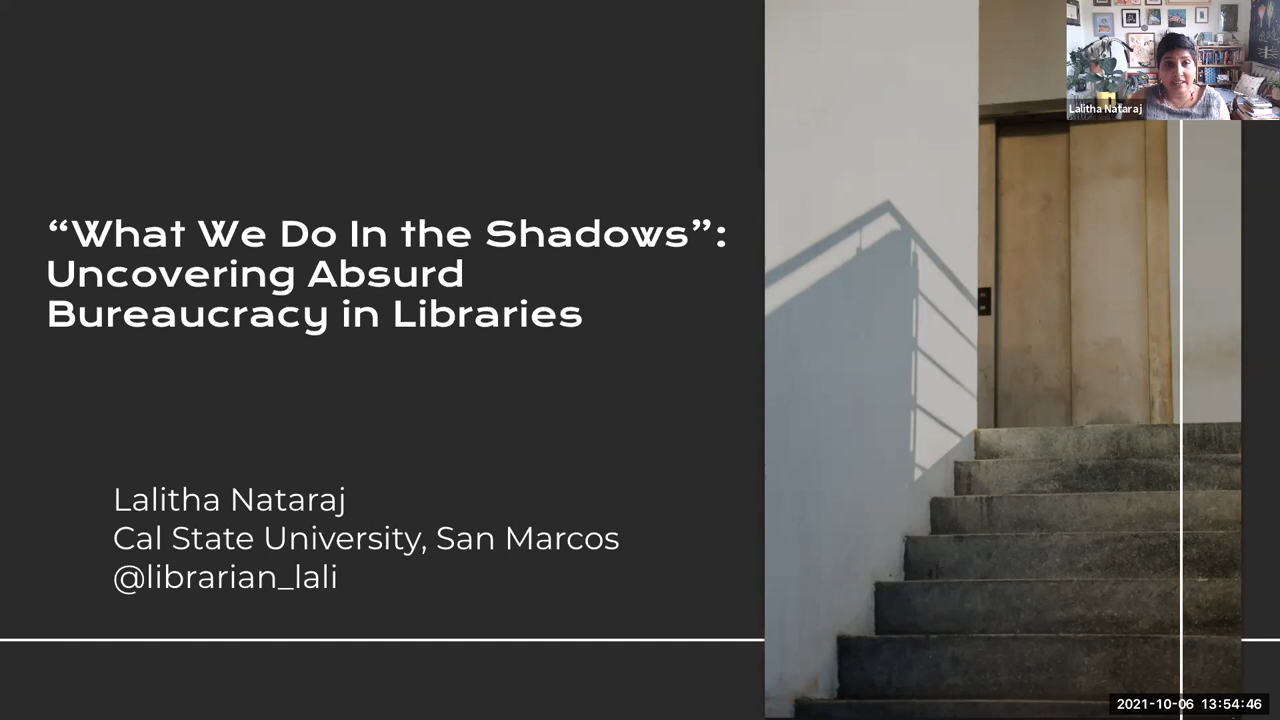 Lalitha Nataraj
“What We Do In the Shadows”:
Uncovering Absurd
Bureaucracy in Libraries
Lalitha Nataraj
Cal State University, San Marcos
@librarian_lali
2021-10-06 13:54:46